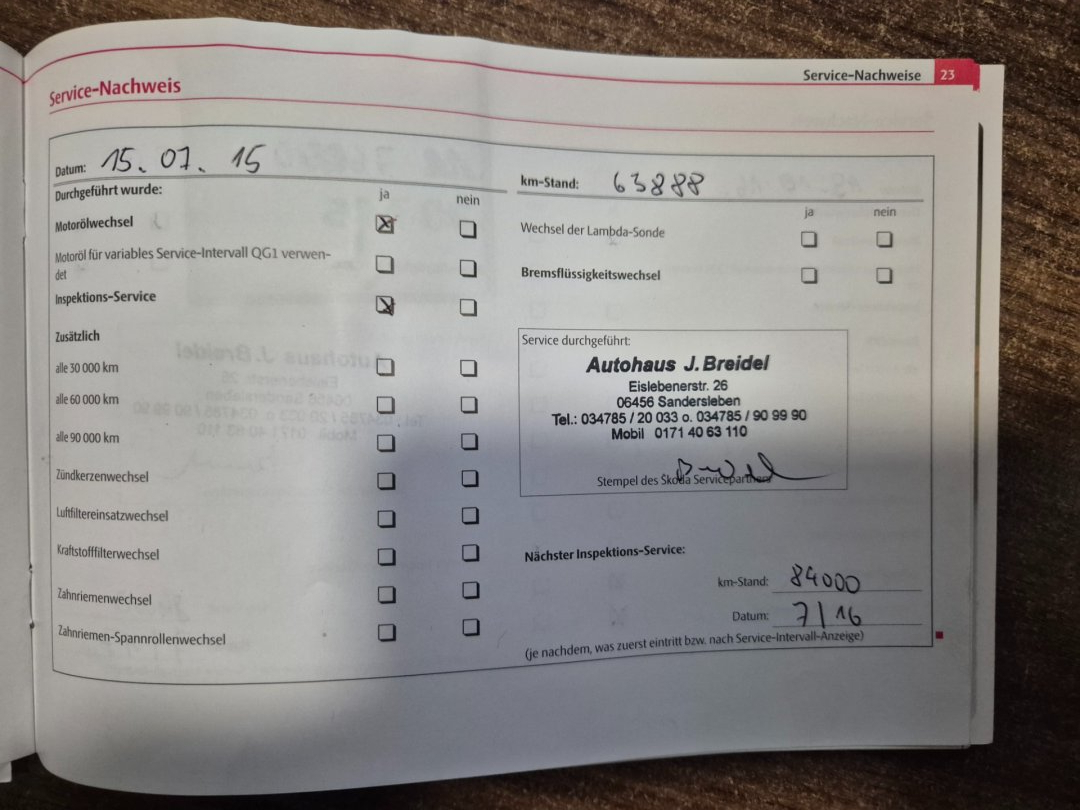 Service-Nachweise 23
Service-Nachweis
Datum: 15. 07. 15
Durchgeführt wurde:
ja nein
Motorölwechsel
Motoröl für variables Service-Intervall QG1 verwen-
det
Inspektions-Service
Zusätzlich
alle 30 000 km
alle 60 000 km
alle 90 000 km
Zündkerzenwechsel
Luftfiltereinsatzwechsel
Kraftstofffilterwechsel
Zahnriemenwechsel
Zahnriemen-Spannrollenwechsel
km-Stand: 63888
ja nein
Wechsel der Lambda-Sonde
Bremsflüssigkeitswechsel
Service durchgeführt:
Autohaus J. Breidel
Eislebenerstr. 26
06456 Sandersleben
Tel.: 034785 / 20 033 o. 034785 / 90 99 90
Mobil 0171 40 63 110
Stempel des Škoda Servicepartners
Nächster Inspektions-Service:
km-Stand: 84000
Datum: 7/16
(je nachdem, was zuerst eintritt bzw. nach Service-Intervall-Anzeige)